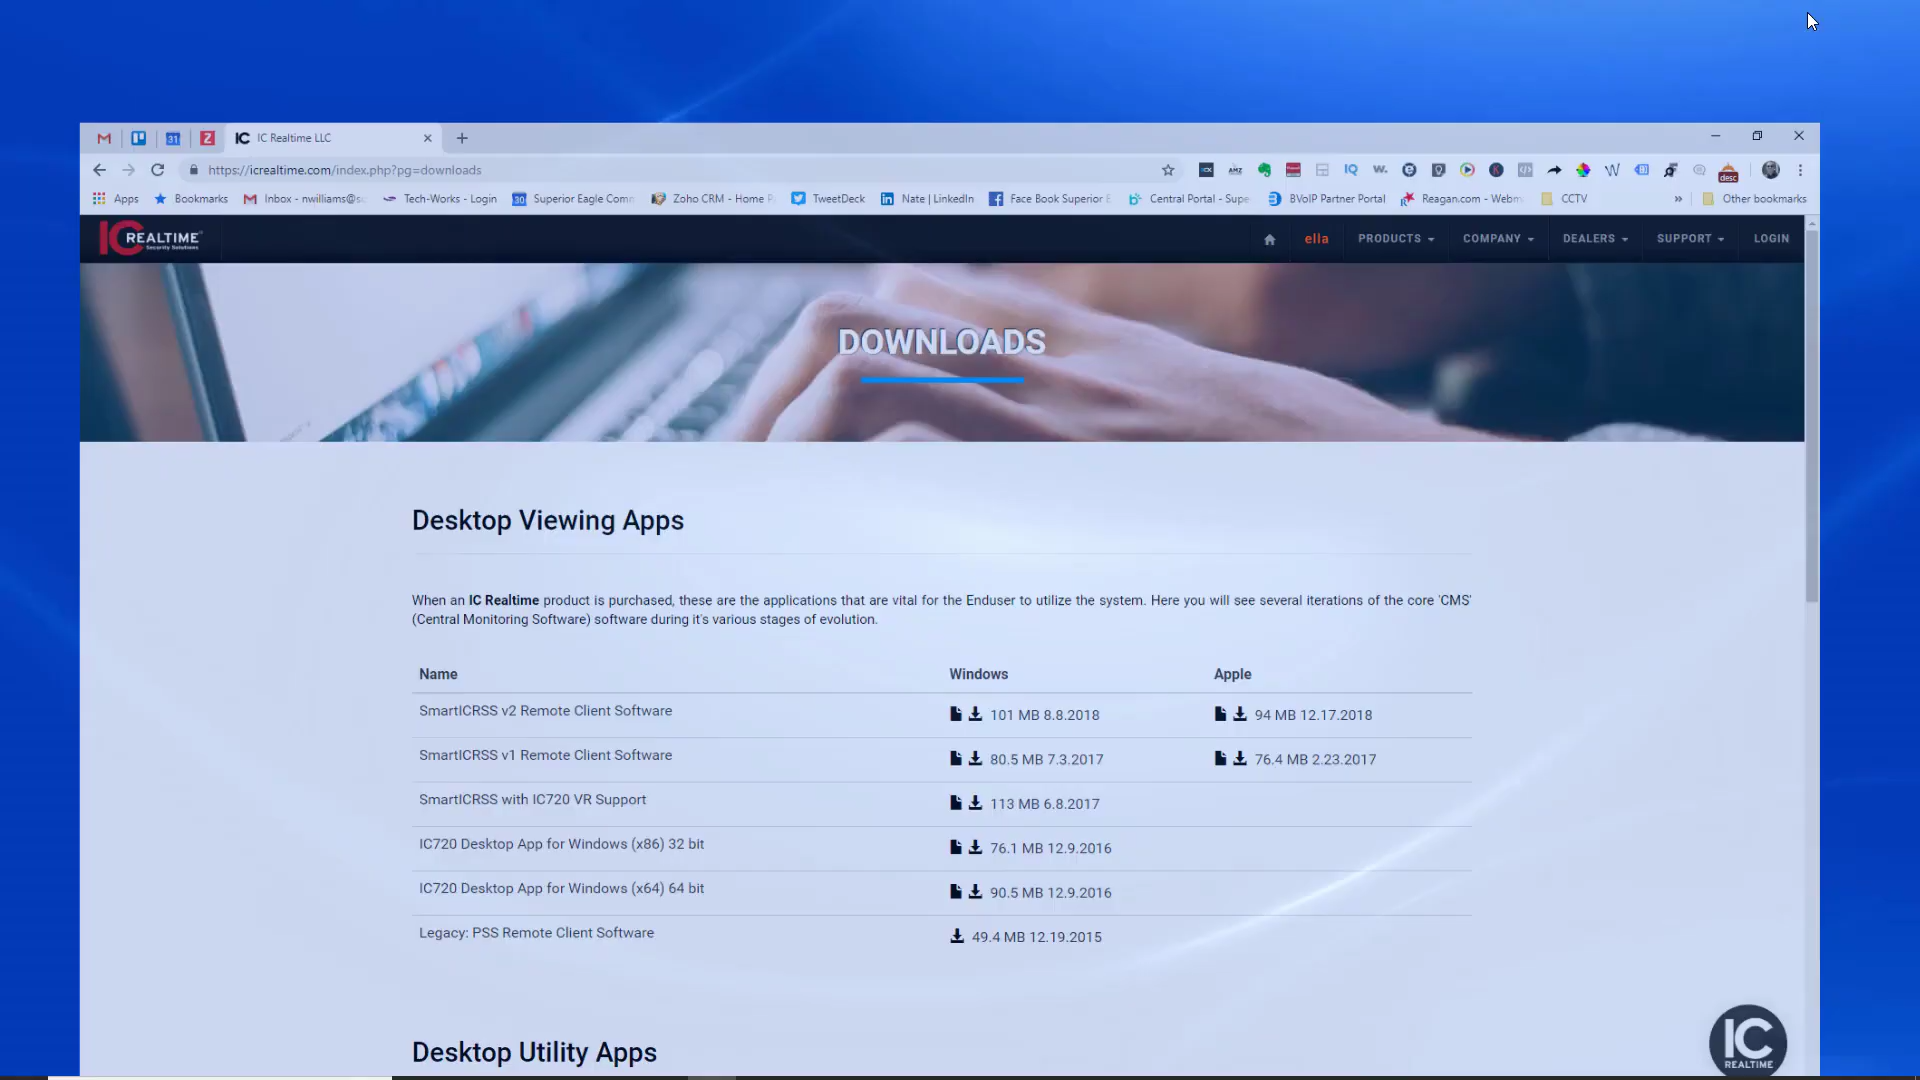 IC Realtime LLC
https://icrealtime.com/index.php?pg=downloads
Apps Bookmarks Inbox - nwilliams@s Tech-Works - Login Superior Eagle Com Zoho CRM - Home P TweetDeck Nate | LinkedIn Face Book Superior E Central Portal - Supe BVoIP Partner Portal Reagan.com - Webm CCTV » Other bookmarks
IC REALTIME
Security Solutions
ella PRODUCTS COMPANY DEALERS SUPPORT LOGIN
DOWNLOADS
Desktop Viewing Apps
When an IC Realtime product is purchased, these are the applications that are vital for the Enduser to utilize the system. Here you will see several iterations of the core 'CMS'
(Central Monitoring Software) software during it's various stages of evolution.
Name Windows Apple
SmartICRSS v2 Remote Client Software 101 MB 8.8.2018 94 MB 12.17.2018
SmartICRSS v1 Remote Client Software 80.5 MB 7.3.2017 76.4 MB 2.23.2017
SmartICRSS with IC720 VR Support 113 MB 6.8.2017
IC720 Desktop App for Windows (x86) 32 bit 76.1 MB 12.9.2016
IC720 Desktop App for Windows (x64) 64 bit 90.5 MB 12.9.2016
Legacy: PSS Remote Client Software 49.4 MB 12.19.2015
Desktop Utility Apps
IC
REALTIME